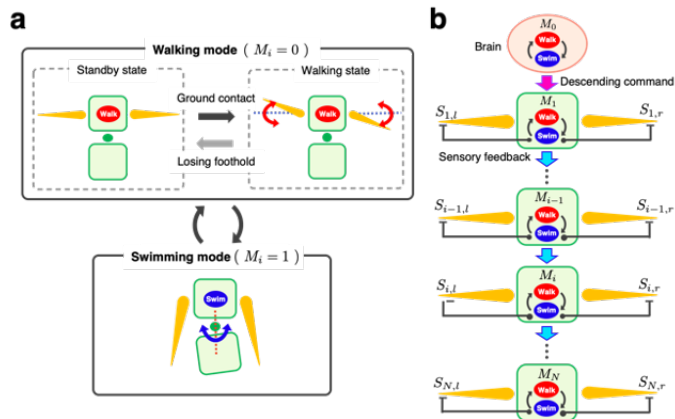 a
Walking mode ( M_i = 0 )
Standby state
Walking state
Walk
Ground contact
Losing foothold
Walk
Swimming mode ( M_i = 1 )
Swim
b
Brain
M_0
Walk
Swim
Descending command
M_1
S_{1,l}
Walk
Swim
S_{1,r}
Sensory feedback
M_{i-1}
S_{i-1,l}
Walk
Swim
S_{i-1,r}
M_i
S_{i,l}
Walk
Swim
S_{i,r}
M_N
S_{N,l}
Walk
Swim
S_{N,r}